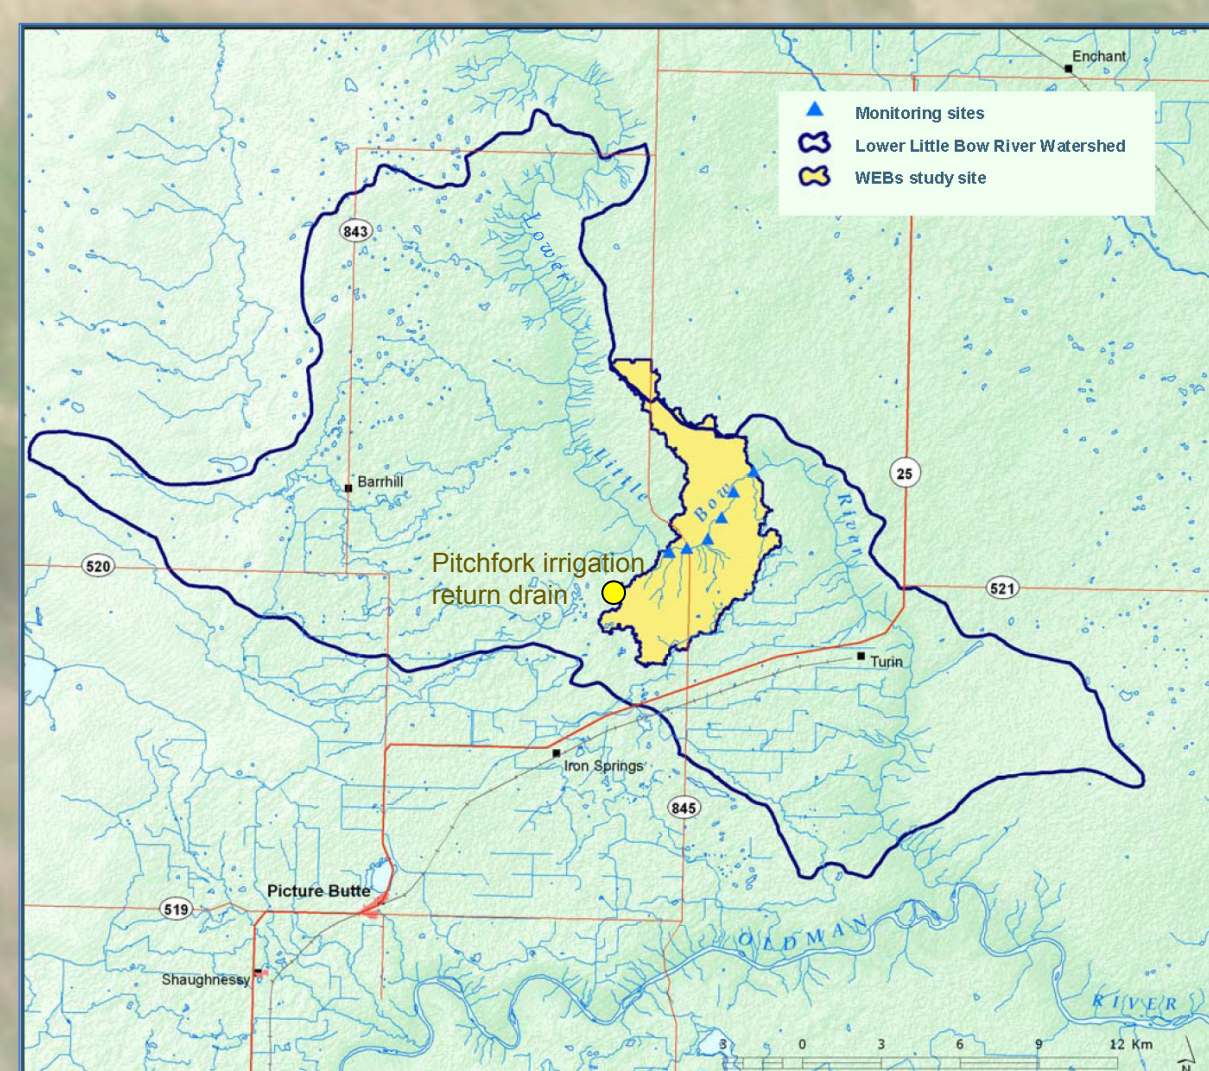 Enchant
Monitoring sites
Lower Little Bow River Watershed
WEBs study site
843
Lower
Little
Bow
River
25
Barrhill
Pitchfork irrigation
return drain
520
521
Turin
Iron Springs
845
Picture Butte
519
OLDMAN
Shaughnessy
RIVER
3 0 3 6 9 12 Km
N